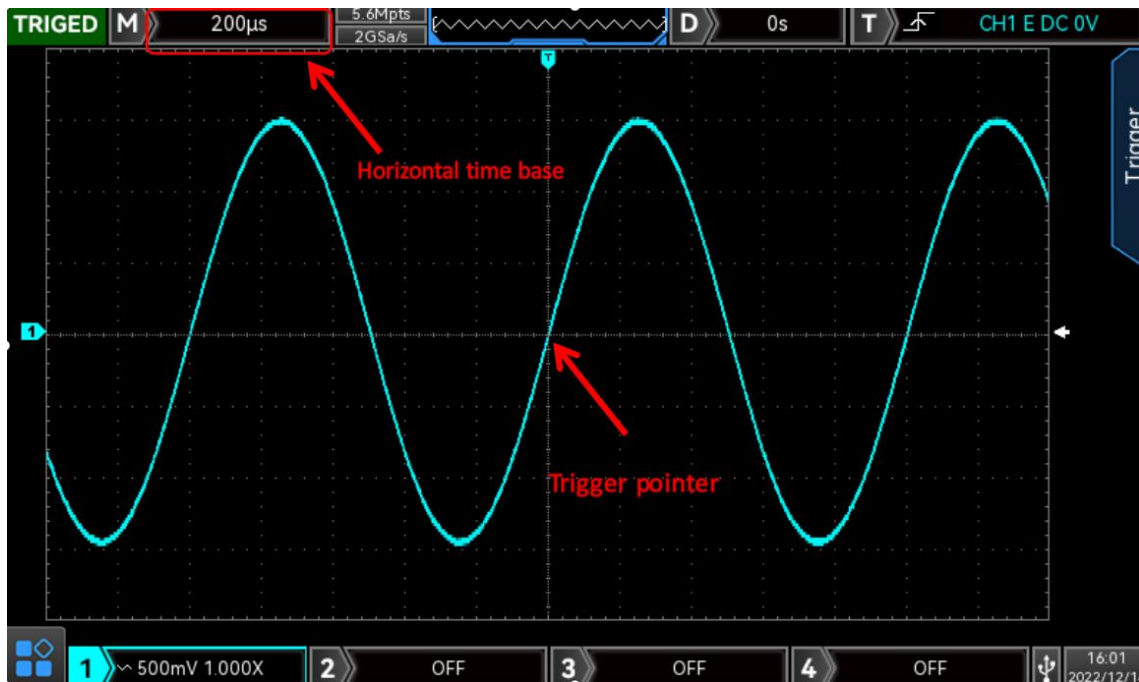 TRIGED M 200μs 5.6Mpts D 0s T CH1 E DC 0V
2GSa/s
T
Trigger
Horizontal time base
1
Trigger pointer
1 500mV 1.000X 2 OFF 3 OFF 4 OFF 16:01